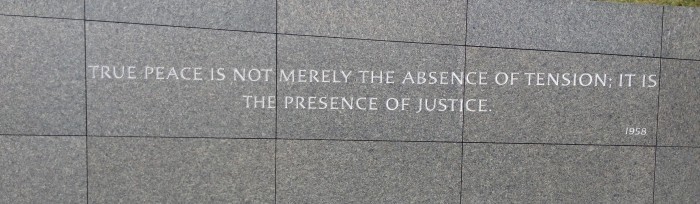 TRUE PEACE IS NOT MERELY THE ABSENCE OF TENSION; IT IS
THE PRESENCE OF JUSTICE.
1958